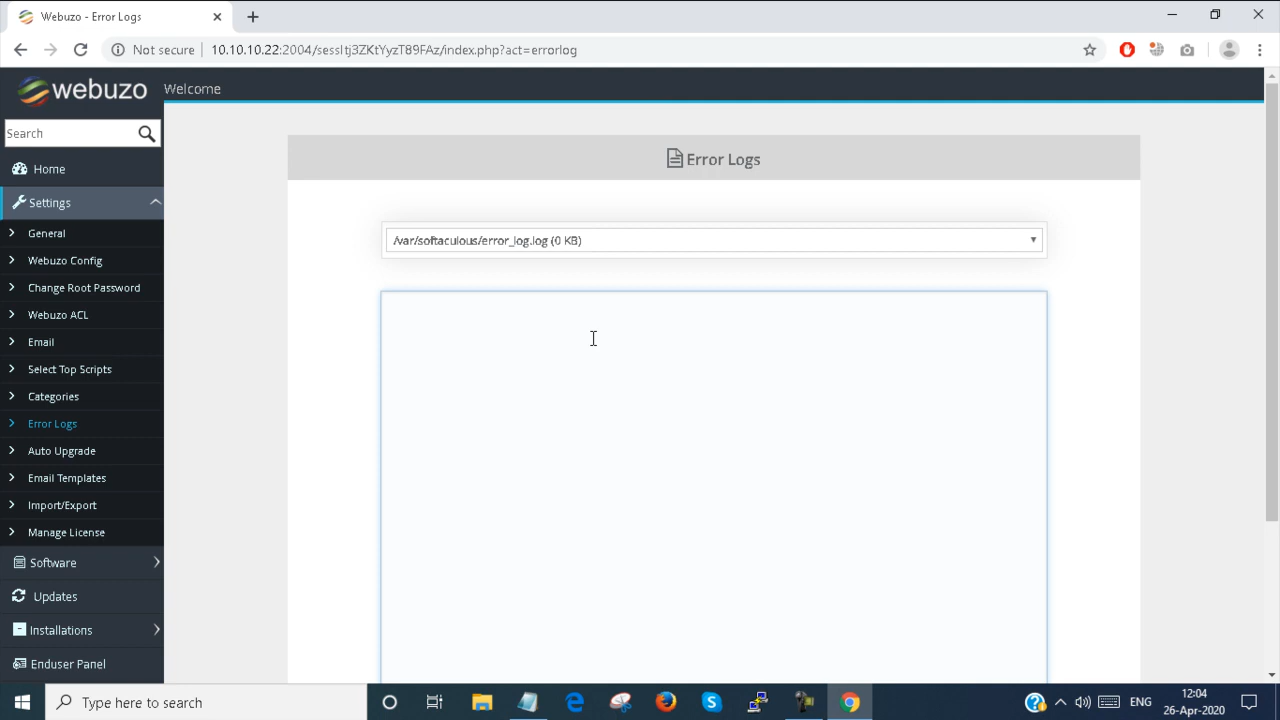 Webuzo - Error Logs
Not secure 10.10.10.22:2004/sessltj3ZKtYyzT89FAz/index.php?act=errorlog
webuzo
Welcome
Search
Home
Settings
General
Webuzo Config
Change Root Password
Webuzo ACL
Email
Select Top Scripts
Categories
Error Logs
Auto Upgrade
Email Templates
Import/Export
Manage License
Software
Updates
Installations
Enduser Panel
Error Logs
/var/softaculous/error_log.log (0 KB)
Type here to search
ENG
12:04
26-Apr-2020